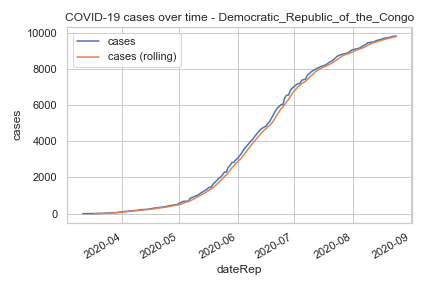 COVID-19 cases over time - Democratic_Republic_of_the_Congo
cases
cases (rolling)
10000
8000
6000
4000
2000
0
cases
2020-04
2020-05
2020-06
2020-07
2020-08
2020-09
dateRep